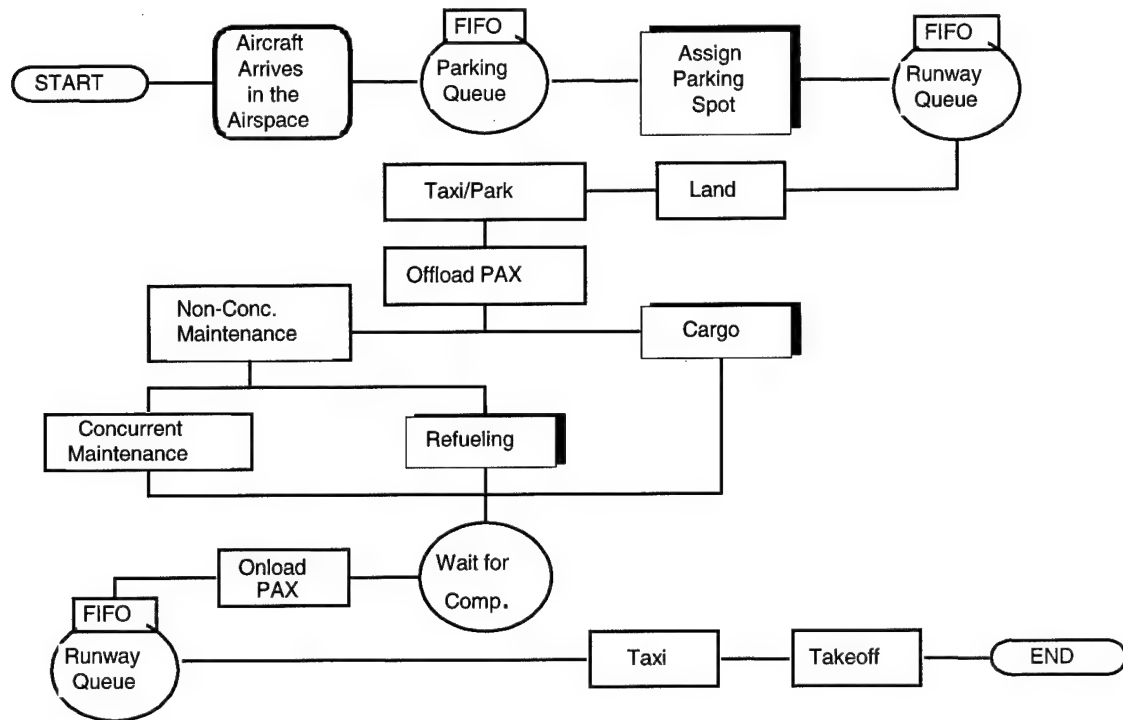 START
Aircraft
Arrives
in the
Airspace
FIFO
Parking
Queue
Assign
Parking
Spot
FIFO
Runway
Queue
Taxi/Park
Land
Offload PAX
Non-Conc.
Maintenance
Cargo
Concurrent
Maintenance
Refueling
Onload
PAX
Wait for
Comp.
FIFO
Runway
Queue
Taxi
Takeoff
END